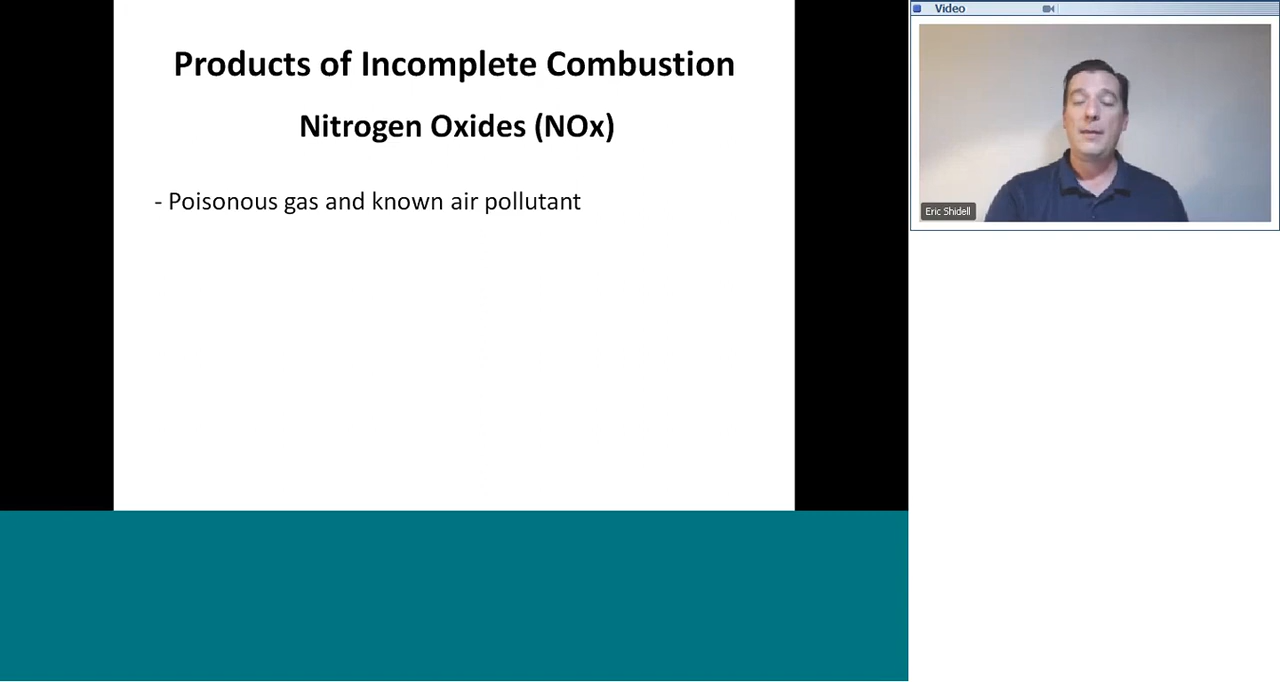 Products of Incomplete Combustion
Nitrogen Oxides (NOx)
- Poisonous gas and known air pollutant
Video
Eric Shidell